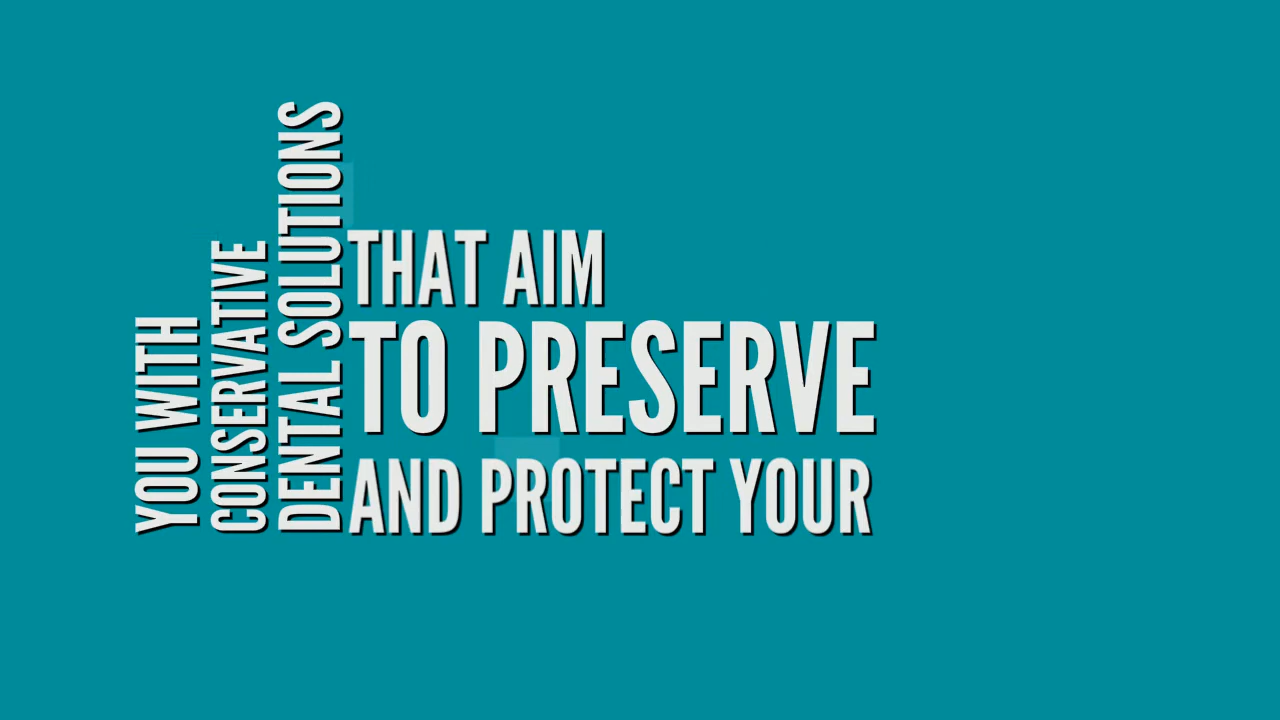 YOU WITH
CONSERVATIVE
DENTAL SOLUTIONS
THAT AIM
TO PRESERVE
AND PROTECT YOUR